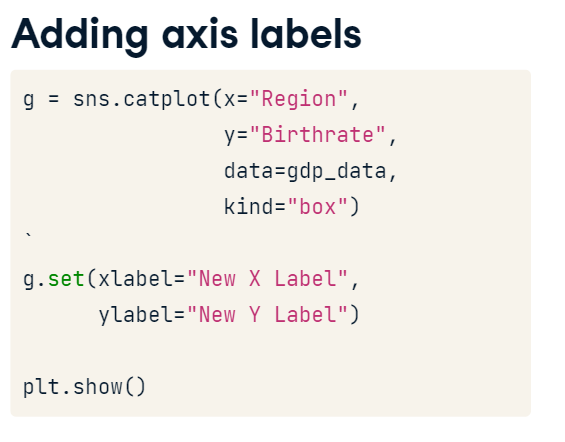 Adding axis labels
g = sns.catplot(x="Region",
                y="Birthrate",
                data=gdp_data,
                kind="box")
`
g.set(xlabel="New X Label",
      ylabel="New Y Label")

plt.show()